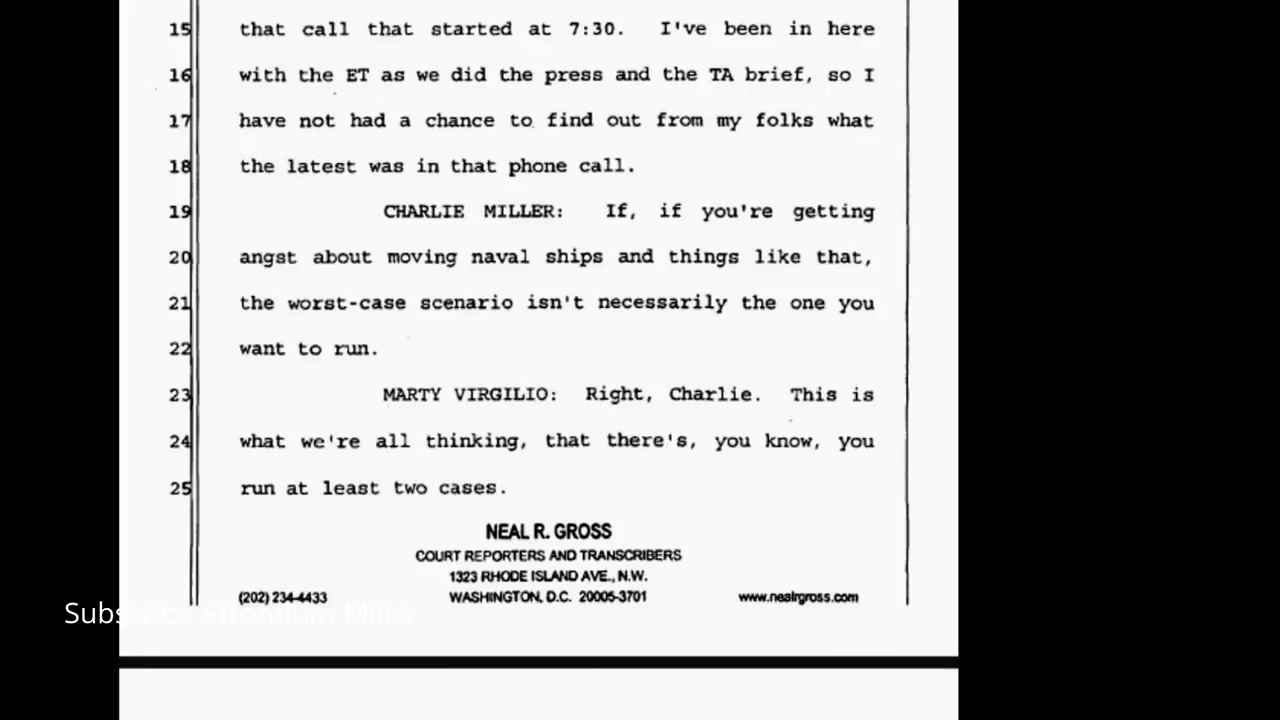 15 that call that started at 7:30. I've been in here
16 with the ET as we did the press and the TA brief, so I
17 have not had a chance to find out from my folks what
18 the latest was in that phone call.
19 CHARLIE MILLER: If, if you're getting
20 angst about moving naval ships and things like that,
21 the worst-case scenario isn't necessarily the one you
22 want to run.
23 MARTY VIRGILIO: Right, Charlie. This is
24 what we're all thinking, that there's, you know, you
25 run at least two cases.
NEAL R. GROSS
COURT REPORTERS AND TRANSCRIBERS
1323 RHODE ISLAND AVE., N.W.
(202) 234-4433 WASHINGTON, D.C. 20005-3701 www.nealrgross.com
Subscribe Strontium Milks